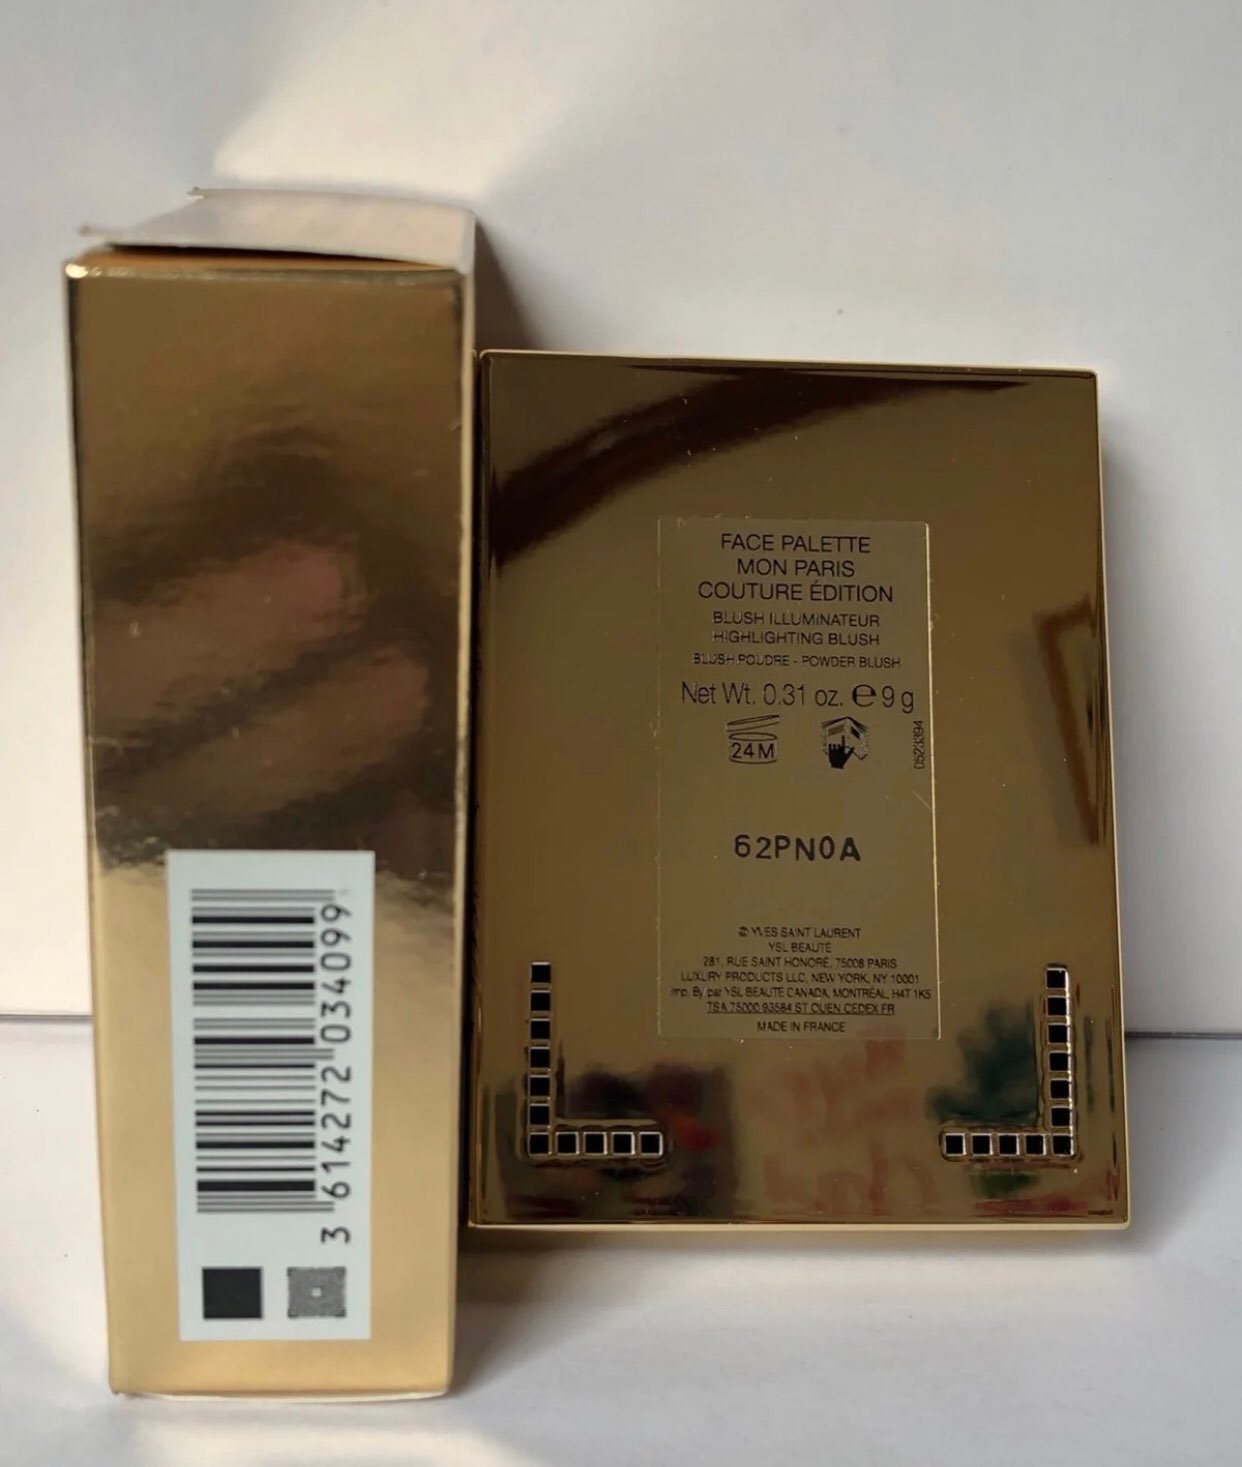 3 614272 034099
FACE PALETTE
MON PARIS
COUTURE ÉDITION
BLUSH ILLUMINATEUR
HIGHLIGHTING BLUSH
BLUSH POUDRE - POWDER BLUSH
Net Wt. 0.31 oz. ℮ 9 g
24M
0523394
62PN0A
© YVES SAINT LAURENT
YSL BEAUTÉ
281, RUE SAINT HONORÉ, 75008 PARIS
LUXURY PRODUCTS LLC, NEW YORK, NY 10001
Imp. By par YSL BEAUTÉ CANADA, MONTRÉAL, H4T 1K5
TSA 75000 93584 ST OUEN CEDEX FR
MADE IN FRANCE